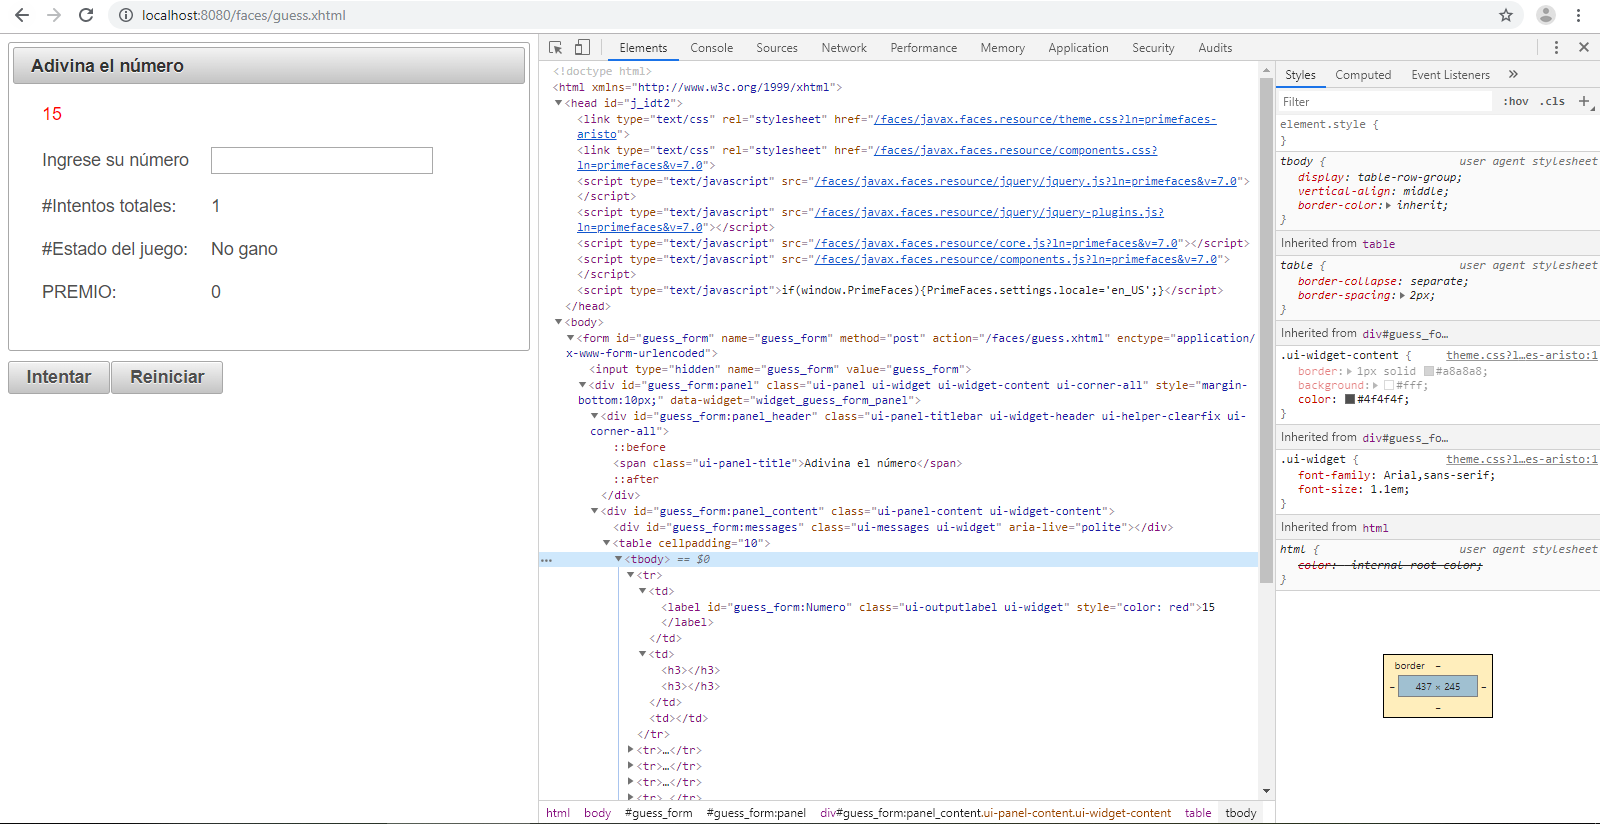 localhost:8080/faces/guess.xhtml
Adivina el número
15
Ingrese su número
#Intentos totales: 1
#Estado del juego: No gano
PREMIO: 0
Intentar Reiniciar
Elements Console Sources Network Performance Memory Application Security Audits
<!doctype html>
<html xmlns="http://www.w3c.org/1999/xhtml">
<head id="j_idt2">
<link type="text/css" rel="stylesheet" href="/faces/javax.faces.resource/theme.css?ln=primefaces-
aristo">
<link type="text/css" rel="stylesheet" href="/faces/javax.faces.resource/components.css?
ln=primefaces&v=7.0">
<script type="text/javascript" src="/faces/javax.faces.resource/jquery/jquery.js?ln=primefaces&v=7.0">
</script>
<script type="text/javascript" src="/faces/javax.faces.resource/jquery/jquery-plugins.js?
ln=primefaces&v=7.0"></script>
<script type="text/javascript" src="/faces/javax.faces.resource/core.js?ln=primefaces&v=7.0"></script>
<script type="text/javascript" src="/faces/javax.faces.resource/components.js?ln=primefaces&v=7.0">
</script>
<script type="text/javascript">if(window.PrimeFaces){PrimeFaces.settings.locale='en_US';}</script>
</head>
<body>
<form id="guess_form" name="guess_form" method="post" action="/faces/guess.xhtml" enctype="application/
x-www-form-urlencoded">
<input type="hidden" name="guess_form" value="guess_form">
<div id="guess_form:panel" class="ui-panel ui-widget ui-widget-content ui-corner-all" style="margin-
bottom:10px;" data-widget="widget_guess_form_panel">
<div id="guess_form:panel_header" class="ui-panel-titlebar ui-widget-header ui-helper-clearfix ui-
corner-all">
::before
<span class="ui-panel-title">Adivina el número</span>
::after
</div>
<div id="guess_form:panel_content" class="ui-panel-content ui-widget-content">
<div id="guess_form:messages" class="ui-messages ui-widget" aria-live="polite"></div>
<table cellpadding="10">
... <tbody> == $0
<tr>
<td>
<label id="guess_form:Numero" class="ui-outputlabel ui-widget" style="color: red">15
</label>
</td>
<td>
<h3></h3>
<h3></h3>
</td>
<td></td>
</tr>
<tr>…</tr>
<tr>…</tr>
<tr>…</tr>
<tr>…</tr>
html body #guess_form #guess_form:panel div#guess_form:panel_content.ui-panel-content.ui-widget-content table tbody
Styles Computed Event Listeners »
Filter :hov .cls +
element.style {
}
tbody { user agent stylesheet
display: table-row-group;
vertical-align: middle;
border-color: inherit;
}
Inherited from table
table { user agent stylesheet
border-collapse: separate;
border-spacing: 2px;
}
Inherited from div#guess_fo…
.ui-widget-content { theme.css?l…es-aristo:1
border: 1px solid #a8a8a8;
background: #fff;
color: #4f4f4f;
}
Inherited from div#guess_fo…
.ui-widget { theme.css?l…es-aristo:1
font-family: Arial,sans-serif;
font-size: 1.1em;
}
Inherited from html
html { user agent stylesheet
color: -internal-root-color;
}
border –
– 437 × 245 –
–